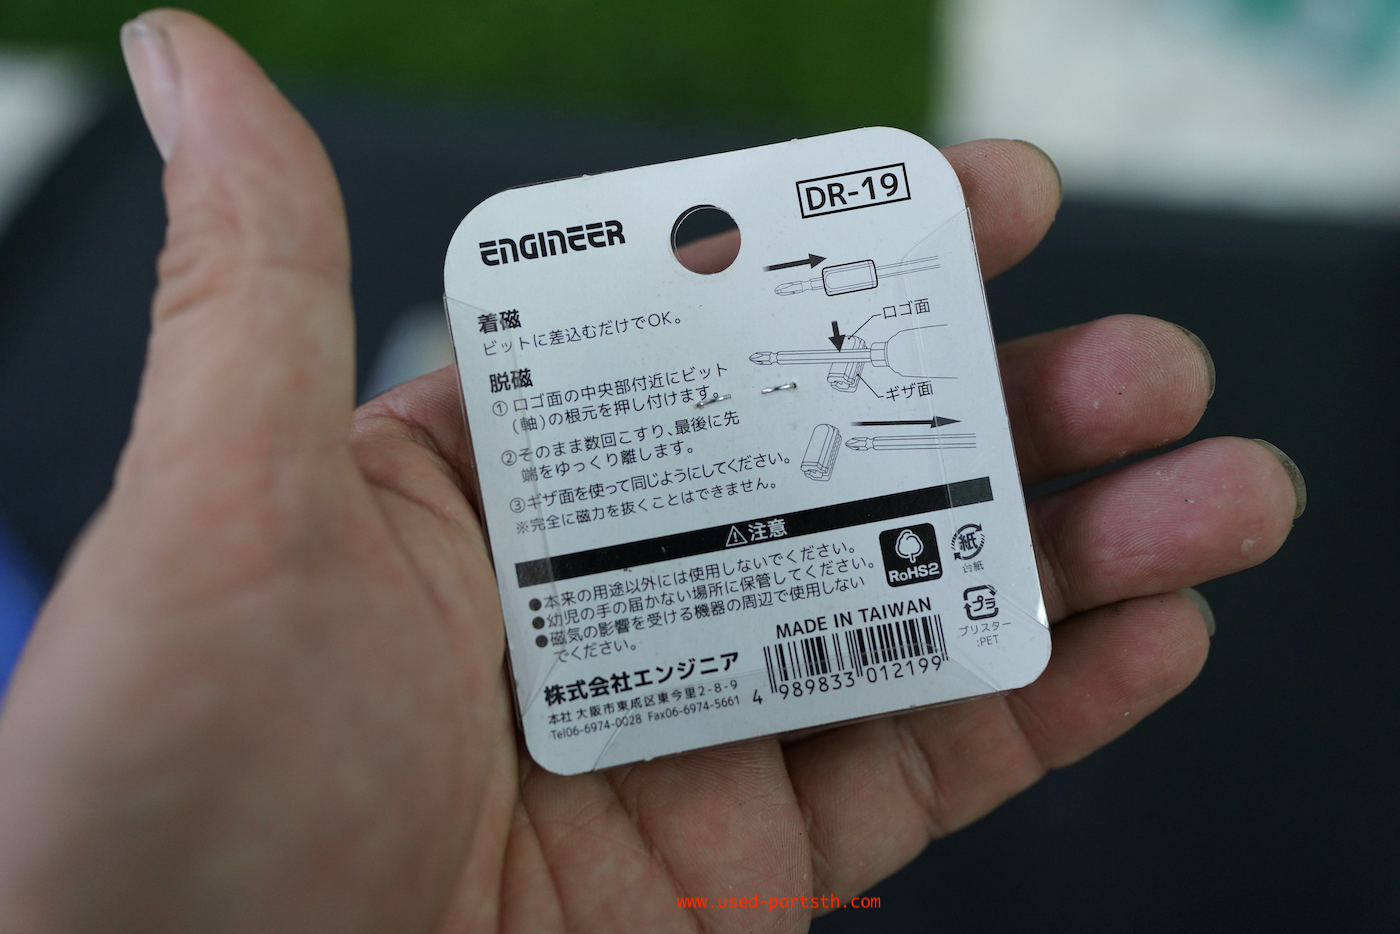 ENGINEER
DR-19
着磁
ビットに差込むだけでOK。
脱磁
① ロゴ面の中央部付近にビット
(軸)の根元を押し付けます。
②そのまま数回こすり、最後に先
端をゆっくり離します。
③ギザ面を使って同じようにしてください。
※完全に磁力を抜くことはできません。
ロゴ面
ギザ面
⚠注意
●本来の用途以外には使用しないでください。
●幼児の手の届かない場所に保管してください。
●磁気の影響を受ける機器の周辺で使用しない
でください。
RoHS2
紙
台紙
プラ
ブリスター
:PET
MADE IN TAIWAN
4 989833 012199
株式会社エンジニア
本社 大阪市東成区東今里2-8-9
Tel06-6974-0028 Fax06-6974-5661
www.used-partsth.com